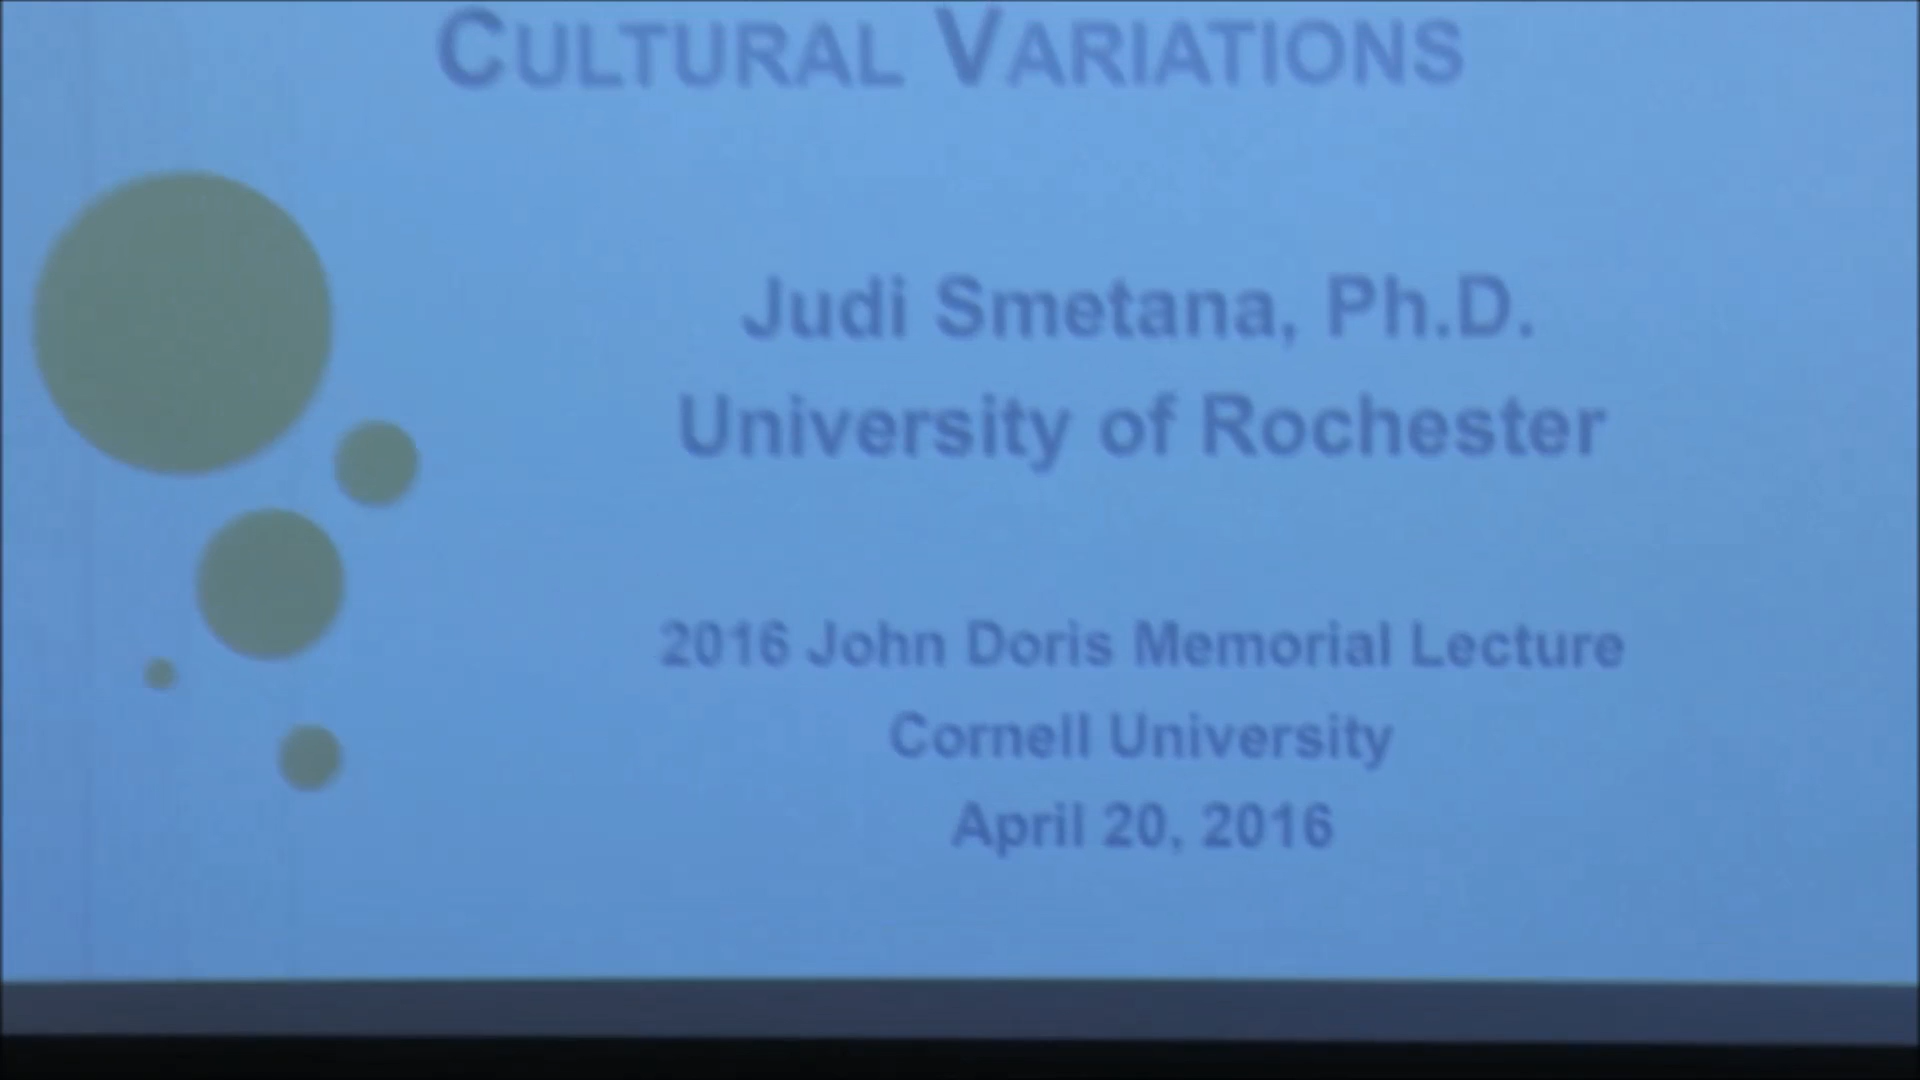 CULTURAL VARIATIONS
Judi Smetana, Ph.D.
University of Rochester
2016 John Doris Memorial Lecture
Cornell University
April 20, 2016